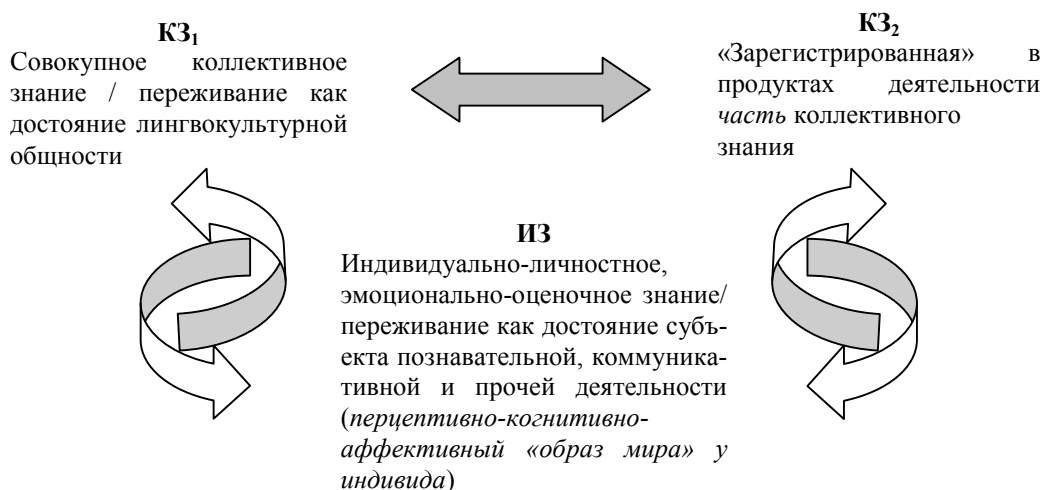 КЗ₁
Совокупное коллективное
знание / переживание как
достояние лингвокультурной
общности
КЗ₂
«Зарегистрированная» в
продуктах деятельности
часть коллективного
знания
ИЗ
Индивидуально-личностное,
эмоционально-оценочное знание/
переживание как достояние субъ-
екта познавательной, коммуника-
тивной и прочей деятельности
(перцептивно-когнитивно-
аффективный «образ мира» у
индивида)